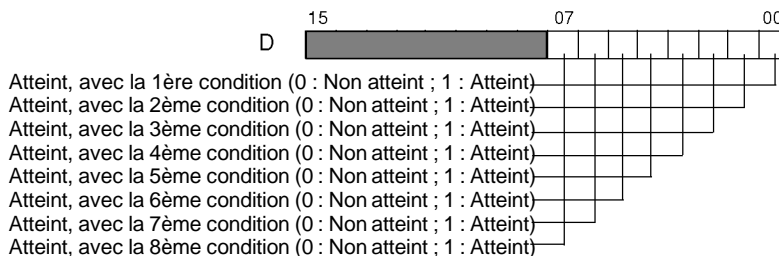 15 07 00
D
Atteint, avec la 1ère condition (0 : Non atteint ; 1 : Atteint)
Atteint, avec la 2ème condition (0 : Non atteint ; 1 : Atteint)
Atteint, avec la 3ème condition (0 : Non atteint ; 1 : Atteint)
Atteint, avec la 4ème condition (0 : Non atteint ; 1 : Atteint)
Atteint, avec la 5ème condition (0 : Non atteint ; 1 : Atteint)
Atteint, avec la 6ème condition (0 : Non atteint ; 1 : Atteint)
Atteint, avec la 7ème condition (0 : Non atteint ; 1 : Atteint)
Atteint, avec la 8ème condition (0 : Non atteint ; 1 : Atteint)